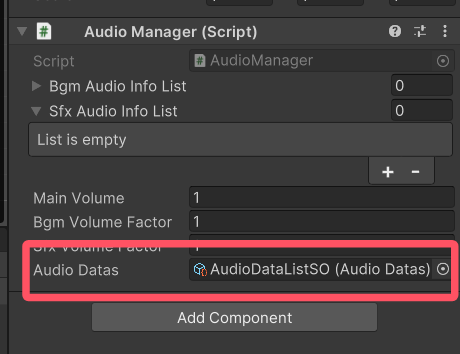 Audio Manager (Script)
Script AudioManager
Bgm Audio Info List 0
Sfx Audio Info List 0
List is empty
+ -
Main Volume 1
Bgm Volume Factor 1
Sfx Volume Factor 1
Audio Datas AudioDataListSO (Audio Datas)
Add Component